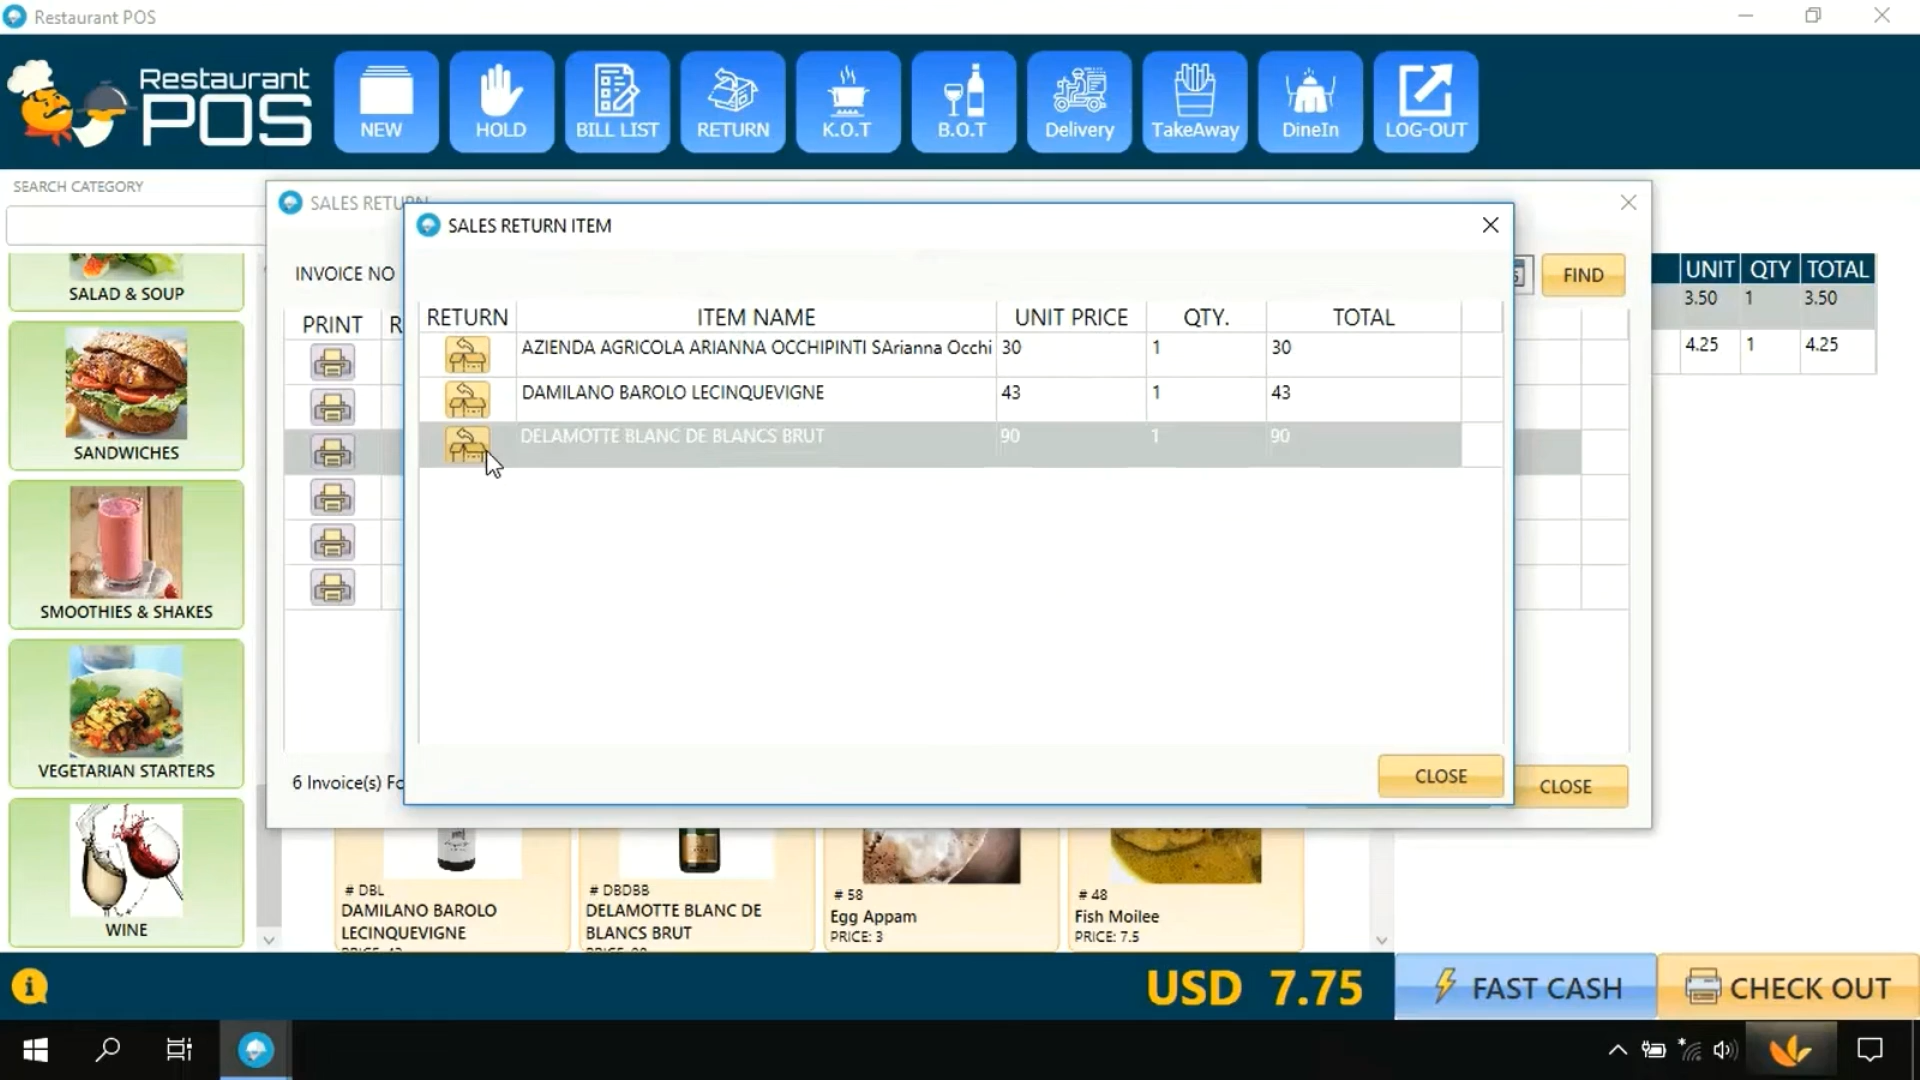 Restaurant POS
Restaurant
POS
NEW
HOLD
BILL LIST
RETURN
K.O.T
B.O.T
Delivery
TakeAway
DineIn
LOG-OUT
SEARCH CATEGORY
SALAD & SOUP
SANDWICHES
SMOOTHIES & SHAKES
VEGETARIAN STARTERS
WINE
SALES RETURN
INVOICE NO
FIND
PRINT R
6 Invoice(s) Fo
CLOSE
SALES RETURN ITEM
RETURN ITEM NAME UNIT PRICE QTY. TOTAL
AZIENDA AGRICOLA ARIANNA OCCHIPINTI SArianna Occhi 30 1 30
DAMILANO BAROLO LECINQUEVIGNE 43 1 43
DELAMOTTE BLANC DE BLANCS BRUT 90 1 90
CLOSE
UNIT QTY TOTAL
3.50 1 3.50
4.25 1 4.25
# DBL
DAMILANO BAROLO
LECINQUEVIGNE
# DBDBB
DELAMOTTE BLANC DE
BLANCS BRUT
# 58
Egg Appam
PRICE: 3
# 48
Fish Moilee
PRICE: 7.5
USD 7.75
FAST CASH
CHECK OUT